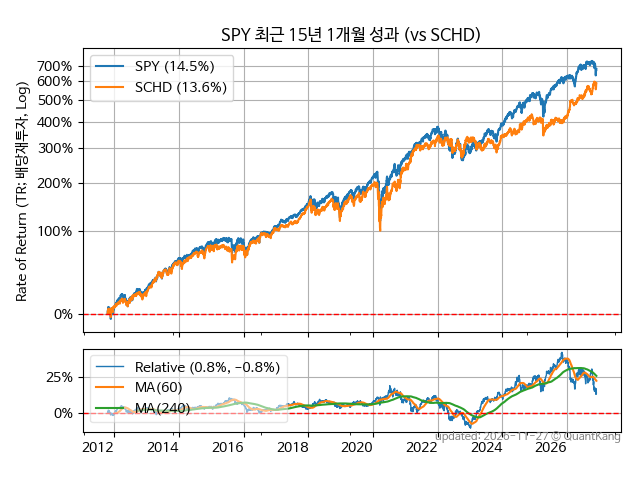 SPY 최근 15년 1개월 성과 (vs SCHD)
Rate of Return (TR: 배당재투자, Log)
700%
600%
500%
400%
300%
200%
100%
0%
SPY (14.5%)
SCHD (13.6%)
25%
0%
Relative (0.8%, −0.8%)
MA(60)
MA(240)
2012 2014 2016 2018 2020 2022 2024 2026
Updated: 2026-11-27 © QuantKang